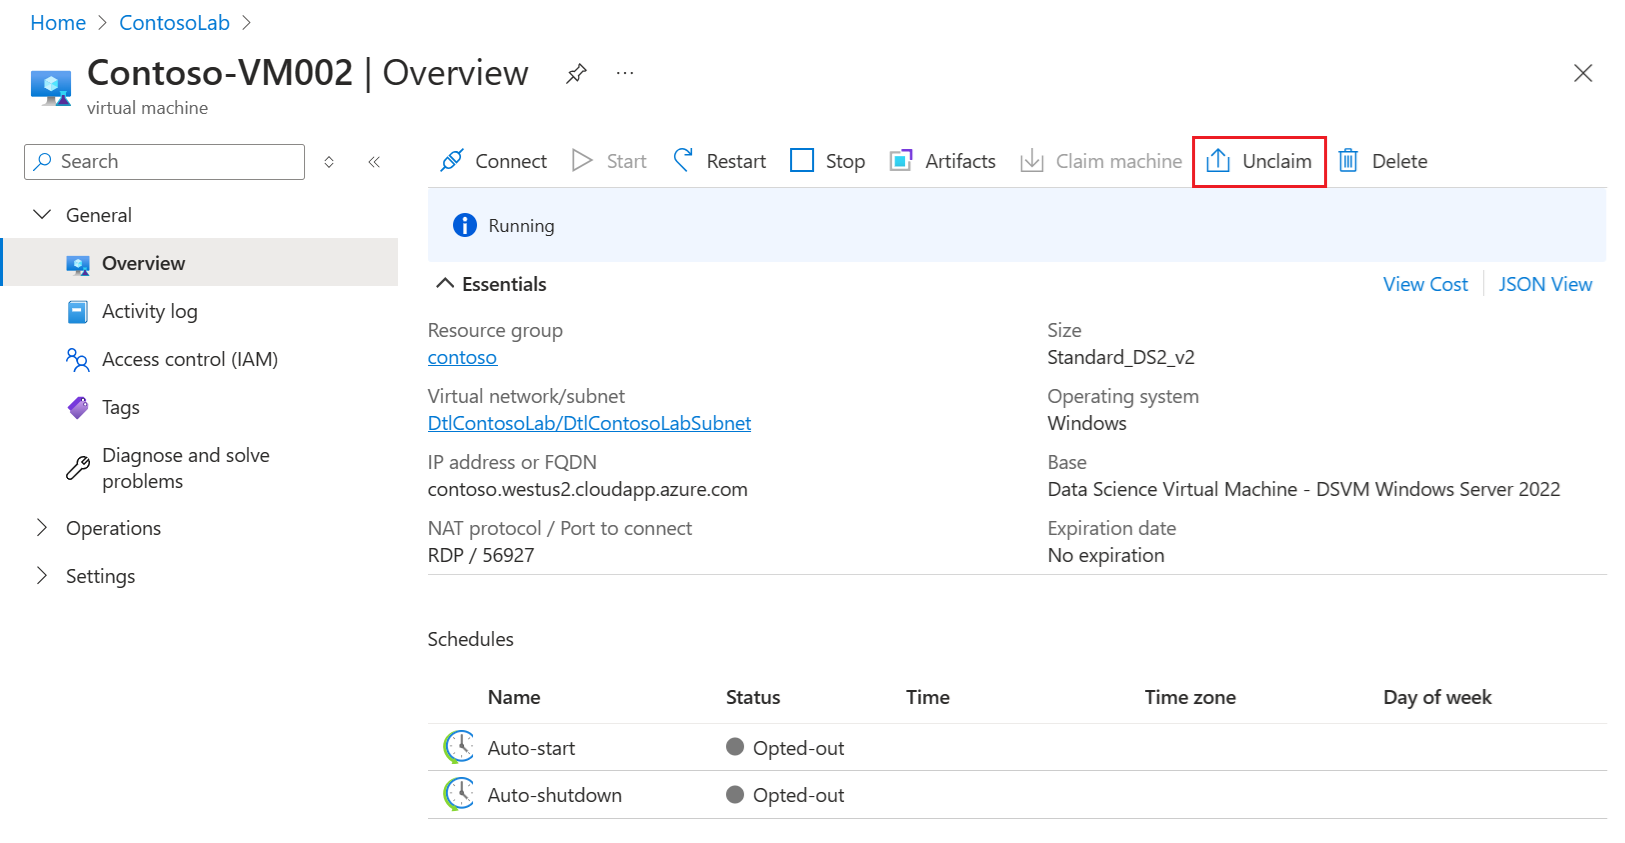 Home > ContosoLab >
Contoso-VM002 | Overview ...
virtual machine
Search
Connect Start Restart Stop Artifacts Claim machine Unclaim Delete
General
Overview
Activity log
Access control (IAM)
Tags
Diagnose and solve
problems
Operations
Settings
Running
Essentials
View Cost JSON View
Resource group
contoso
Virtual network/subnet
DtlContosoLab/DtlContosoLabSubnet
IP address or FQDN
contoso.westus2.cloudapp.azure.com
NAT protocol / Port to connect
RDP / 56927
Size
Standard_DS2_v2
Operating system
Windows
Base
Data Science Virtual Machine - DSVM Windows Server 2022
Expiration date
No expiration
Schedules
Name Status Time Time zone Day of week
Auto-start Opted-out
Auto-shutdown Opted-out